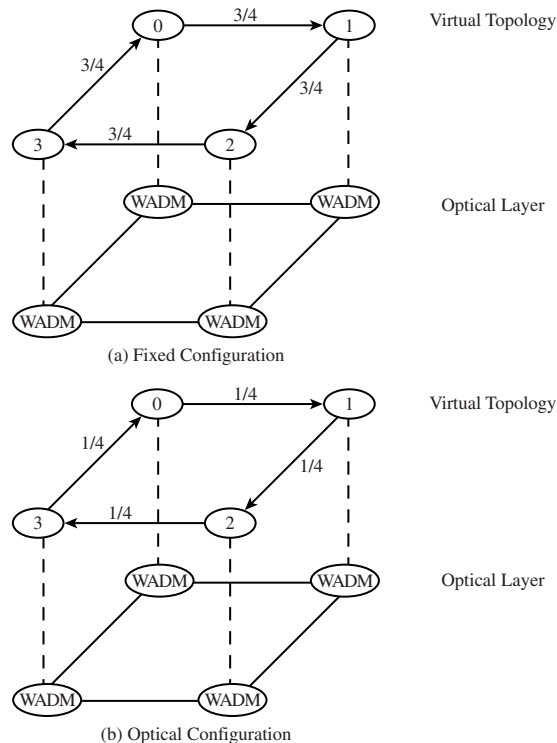 0 3/4 1 Virtual Topology
3/4 3/4
3 3/4 2
WADM WADM Optical Layer
WADM WADM
(a) Fixed Configuration
0 1/4 1 Virtual Topology
1/4 1/4
3 1/4 2
WADM WADM Optical Layer
WADM WADM
(b) Optical Configuration